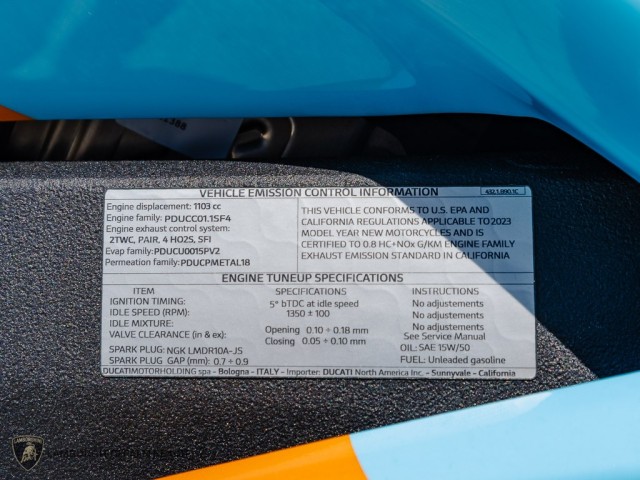 VEHICLE EMISSION CONTROL INFORMATION 432.1.890.1C
Engine displacement: 1103 cc
Engine family: PDUCC01.1SF4
Engine exhaust control system:
2TWC, PAIR, 4 HO2S, SFI
Evap family: PDUCU0015PV2
Permeation family: PDUCPMETAL18
THIS VEHICLE CONFORMS TO U.S. EPA AND
CALIFORNIA REGULATIONS APPLICABLE TO 2023
MODEL YEAR NEW MOTORCYCLES AND IS
CERTIFIED TO 0.8 HC+NOx G/KM ENGINE FAMILY
EXHAUST EMISSION STANDARD IN CALIFORNIA
ENGINE TUNEUP SPECIFICATIONS
ITEM SPECIFICATIONS INSTRUCTIONS
IGNITION TIMING: 5° bTDC at idle speed No adjustements
IDLE SPEED (RPM): 1350 ± 100 No adjustements
IDLE MIXTURE: No adjustements
VALVE CLEARANCE (in & ex): Opening 0.10 ÷ 0.18 mm See Service Manual
Closing 0.05 ÷ 0.10 mm OIL: SAE 15W/50
SPARK PLUG: NGK LMDR10A-JS
SPARK PLUG GAP (mm): 0.7 ÷ 0.9 FUEL: Unleaded gasoline
DUCATIMOTORHOLDING spa - Bologna - ITALY - Importer: DUCATI North America Inc. - Sunnyvale - California
LAMBORGHINI